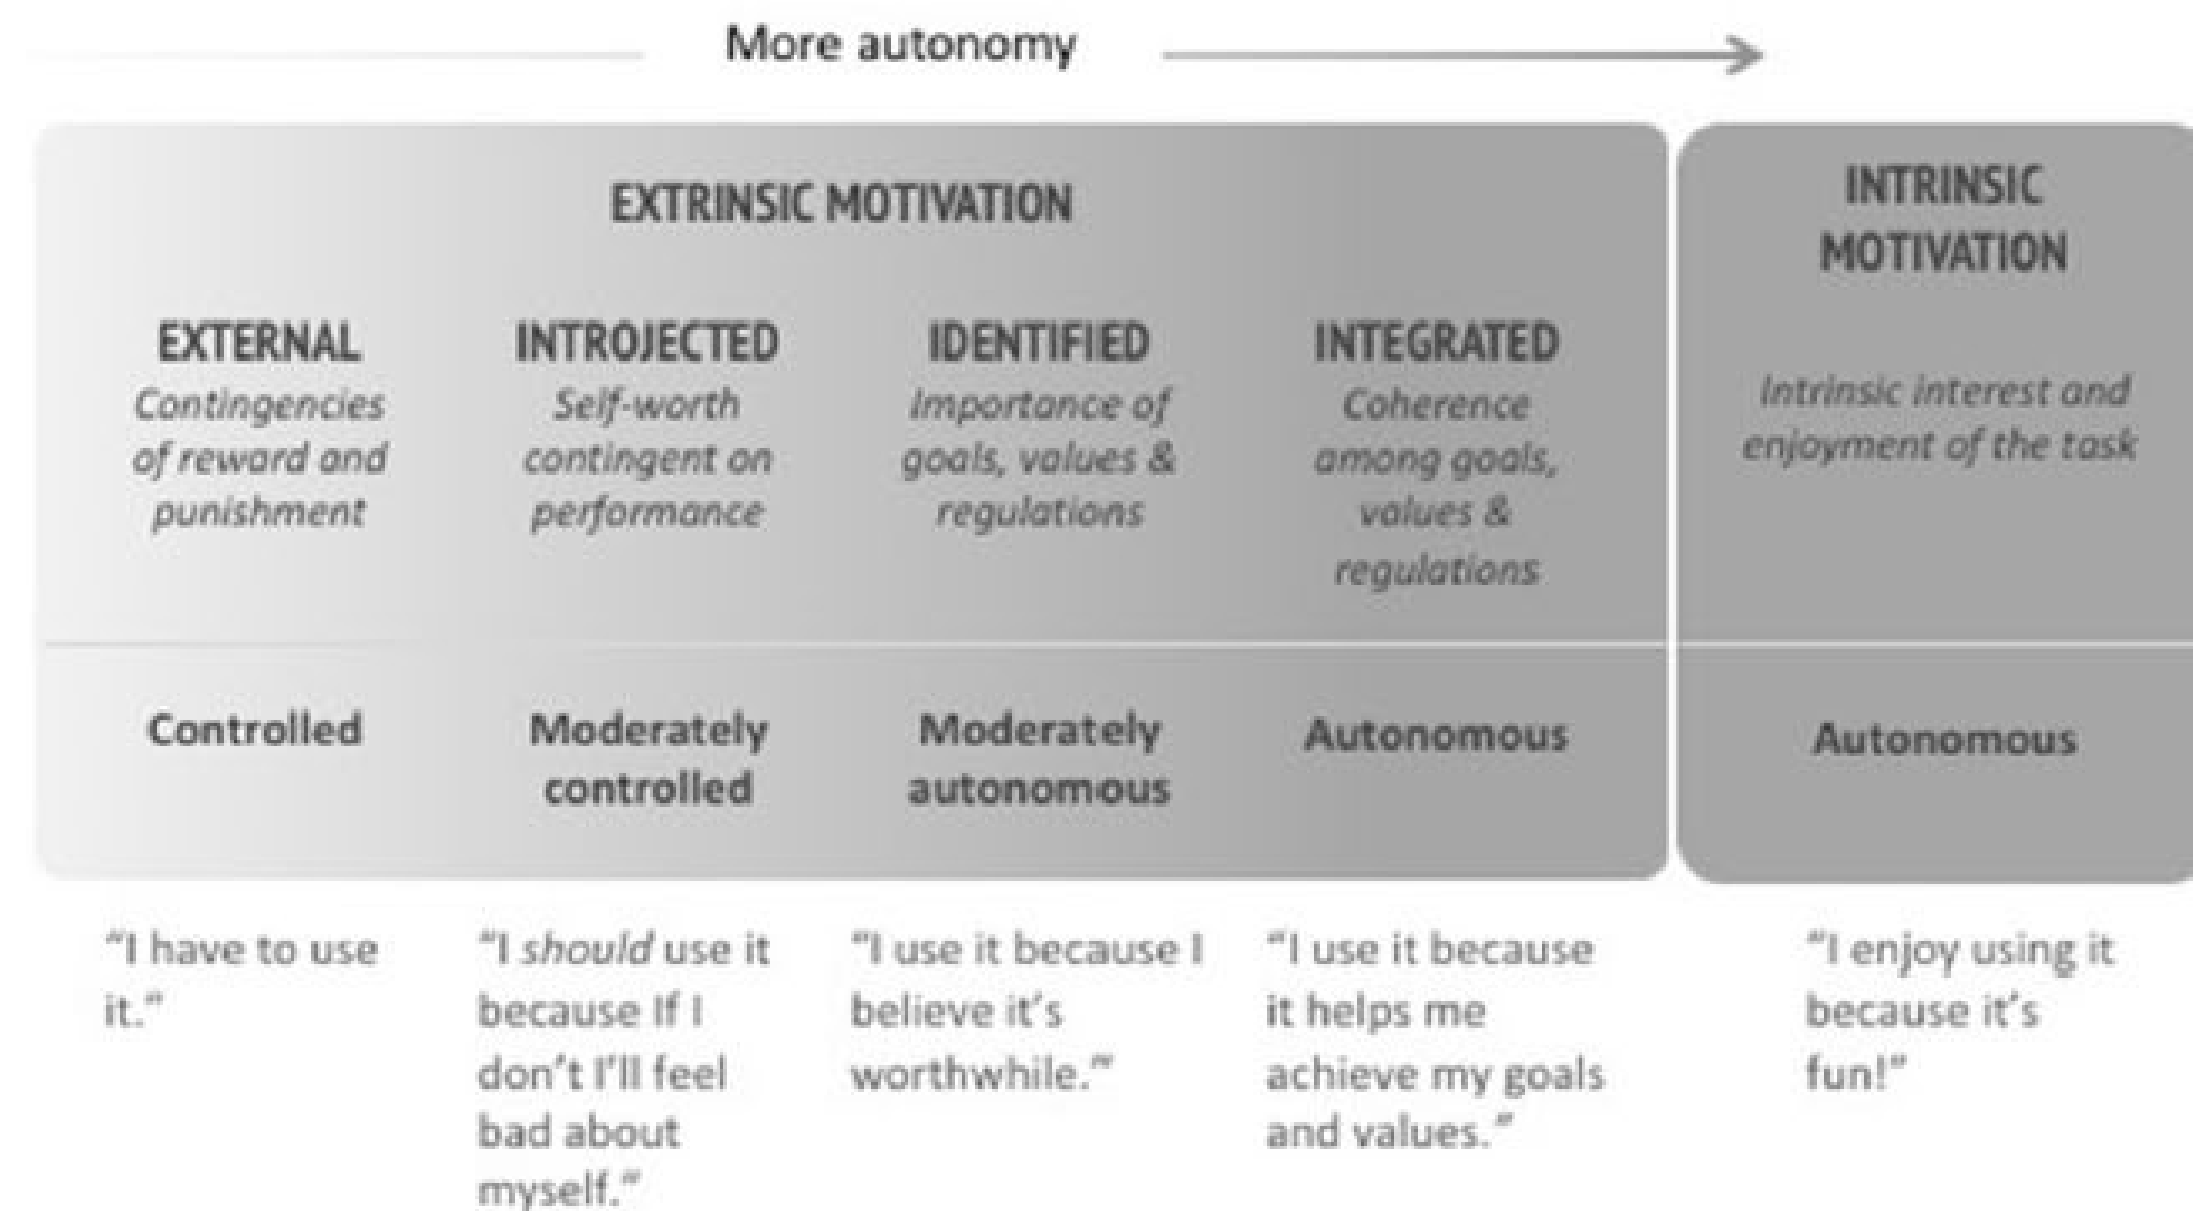 More autonomy
EXTRINSIC MOTIVATION
EXTERNAL
Contingencies
of reward and
punishment
INTROJECTED
Self-worth
contingent on
performance
IDENTIFIED
Importance of
goals, values &
regulations
INTEGRATED
Coherence
among goals,
values &
regulations
INTRINSIC
MOTIVATION
Intrinsic interest and
enjoyment of the task
Controlled
Moderately
controlled
Moderately
autonomous
Autonomous
Autonomous
“I have to use
it.”
“I should use it
because If I
don’t I’ll feel
bad about
myself.”
“I use it because I
believe it’s
worthwhile.”
“I use it because
it helps me
achieve my goals
and values.”
“I enjoy using it
because it’s
fun!”